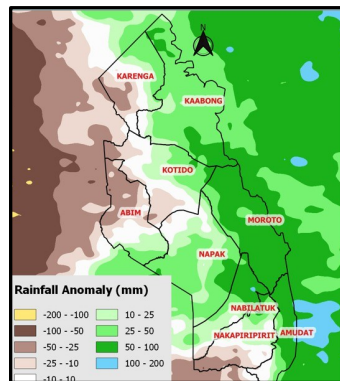 N
KARENGA
KAABONG
KOTIDO
ABIM
MOROTO
NAPAK
NABILATUK
NAKAPIRIPIRIT AMUDAT
Rainfall Anomaly (mm)
-200 - -100
-100 - -50
-50 - -25
-25 - -10
-10 - 10
10 - 25
25 - 50
50 - 100
100 - 200